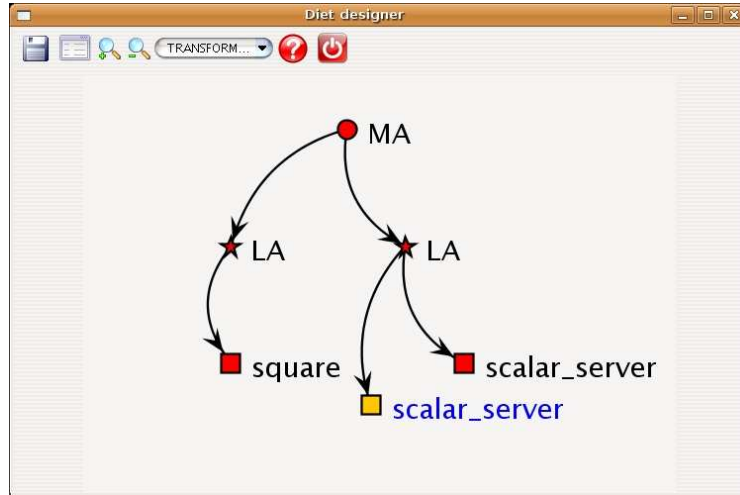 Diet designer
TRANSFORM...
MA
LA
LA
square
scalar_server
scalar_server